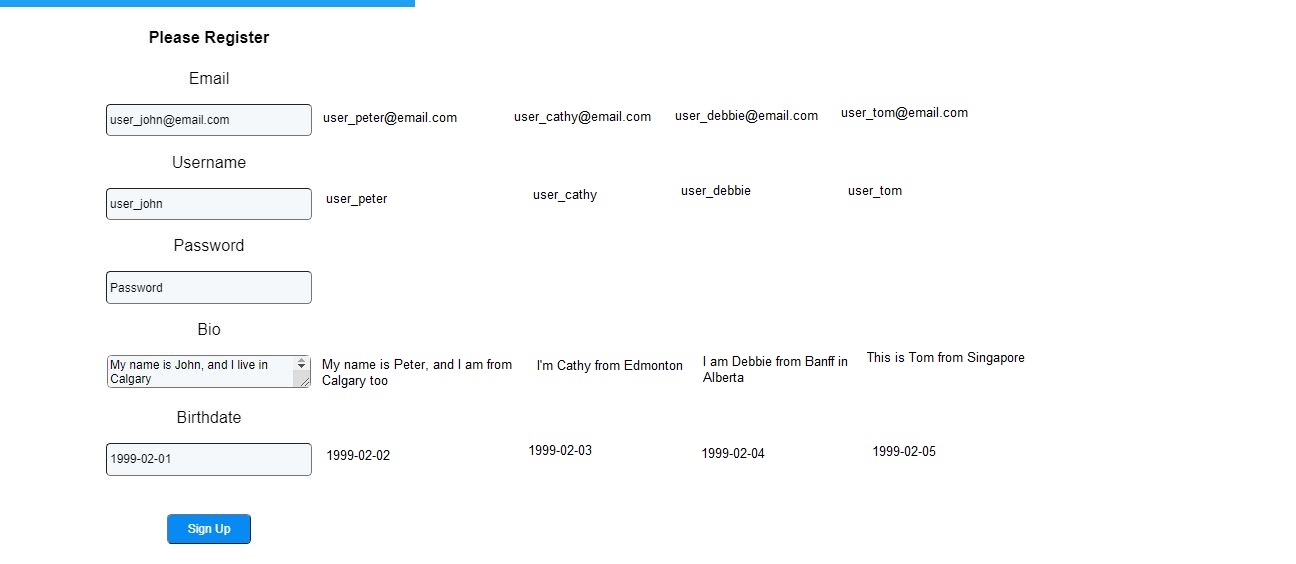 Please Register
Email
user_john@email.com user_peter@email.com user_cathy@email.com user_debbie@email.com user_tom@email.com
Username
user_john user_peter user_cathy user_debbie user_tom
Password
Password
Bio
My name is John, and I live in
Calgary
My name is Peter, and I am from
Calgary too
I'm Cathy from Edmonton
I am Debbie from Banff in
Alberta
This is Tom from Singapore
Birthdate
1999-02-01 1999-02-02 1999-02-03 1999-02-04 1999-02-05
Sign Up